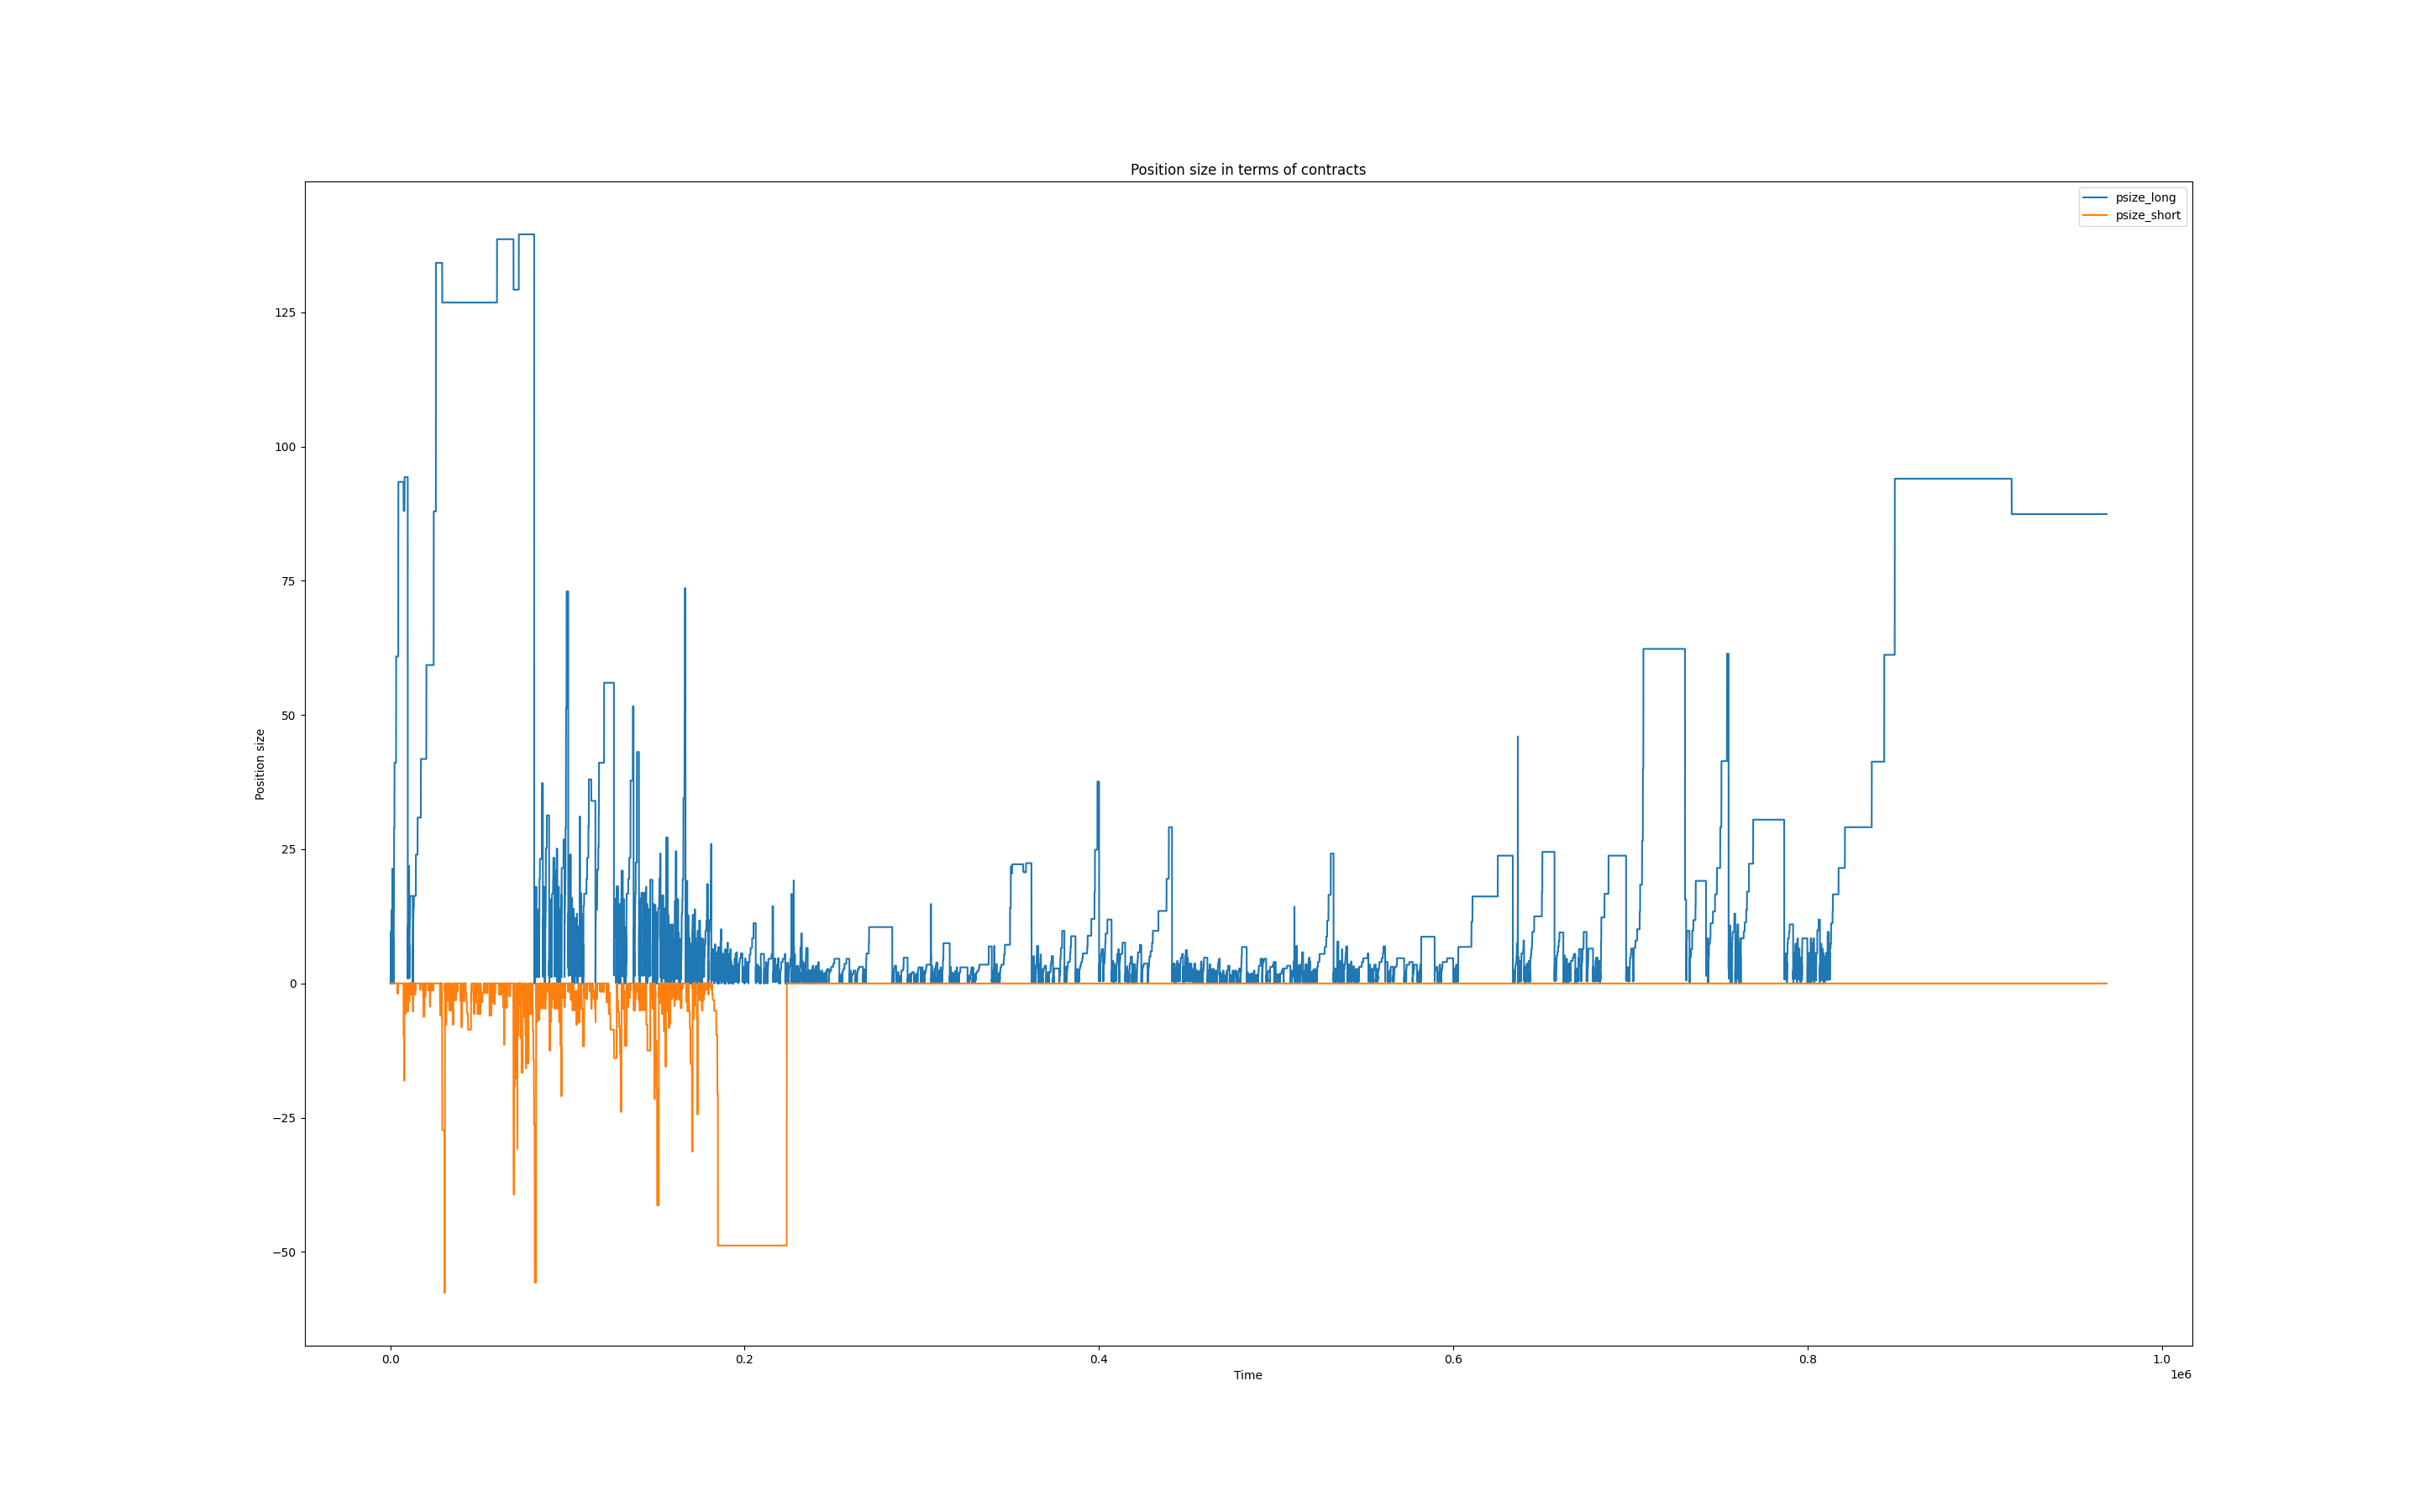 Position size in terms of contracts
psize_long
psize_short
125
100
75
50
25
0
−25
−50
Position size
0.0 0.2 0.4 0.6 0.8 1.0
Time
1e6